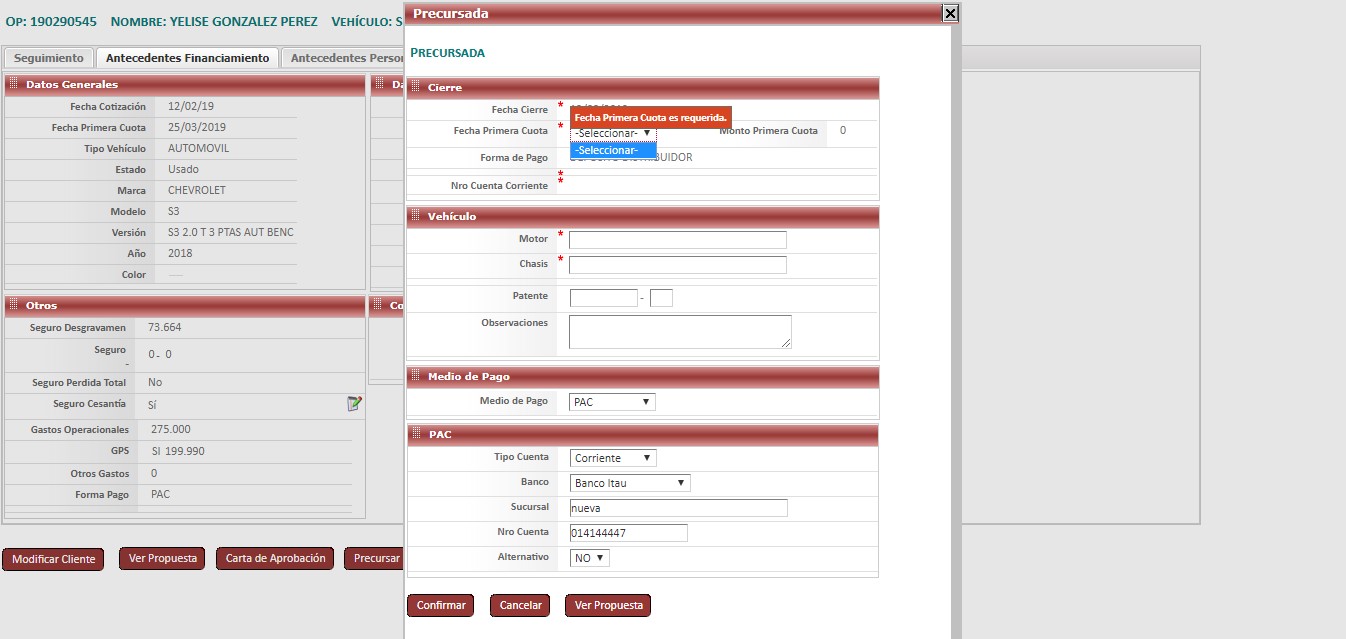 OP: 190290545 NOMBRE: YELISE GONZALEZ PEREZ VEHÍCULO: S
Seguimiento Antecedentes Financiamiento Antecedentes Person
Datos Generales Da
Fecha Cotización 12/02/19
Fecha Primera Cuota 25/03/2019
Tipo Vehículo AUTOMOVIL
Estado Usado
Marca CHEVROLET
Modelo S3
Versión S3 2.0 T 3 PTAS AUT BENC
Año 2018
Color ----
Otros Co
Seguro Desgravamen 73.664
Seguro 0 - 0
-
Seguro Perdida Total No
Seguro Cesantía Sí
Gastos Operacionales 275.000
GPS SI 199.990
Otros Gastos 0
Forma Pago PAC
Modificar Cliente Ver Propuesta Carta de Aprobación Precursar
Precursada
PRECURSADA
Cierre
Fecha Cierre *
Fecha Primera Cuota es requerida.
Fecha Primera Cuota * -Seleccionar- Monto Primera Cuota 0
-Seleccionar-
Forma de Pago DISTRIBUIDOR
*
Nro Cuenta Corriente *
Vehículo
Motor *
Chasis *
Patente -
Observaciones
Medio de Pago
Medio de Pago PAC
PAC
Tipo Cuenta Corriente
Banco Banco Itau
Sucursal nueva
Nro Cuenta 014144447
Alternativo NO
Confirmar Cancelar Ver Propuesta